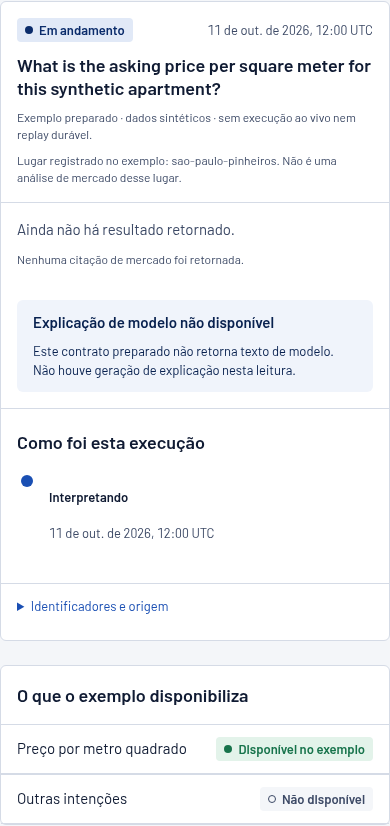 Em andamento
11 de out. de 2026, 12:00 UTC
What is the asking price per square meter for
this synthetic apartment?
Exemplo preparado · dados sintéticos · sem execução ao vivo nem
replay durável.
Lugar registrado no exemplo: sao-paulo-pinheiros. Não é uma
análise de mercado desse lugar.
Ainda não há resultado retornado.
Nenhuma citação de mercado foi retornada.
Explicação de modelo não disponível
Este contrato preparado não retorna texto de modelo.
Não houve geração de explicação nesta leitura.
Como foi esta execução
Interpretando
11 de out. de 2026, 12:00 UTC
Identificadores e origem
O que o exemplo disponibiliza
Preço por metro quadrado
Disponível no exemplo
Outras intenções
Não disponível